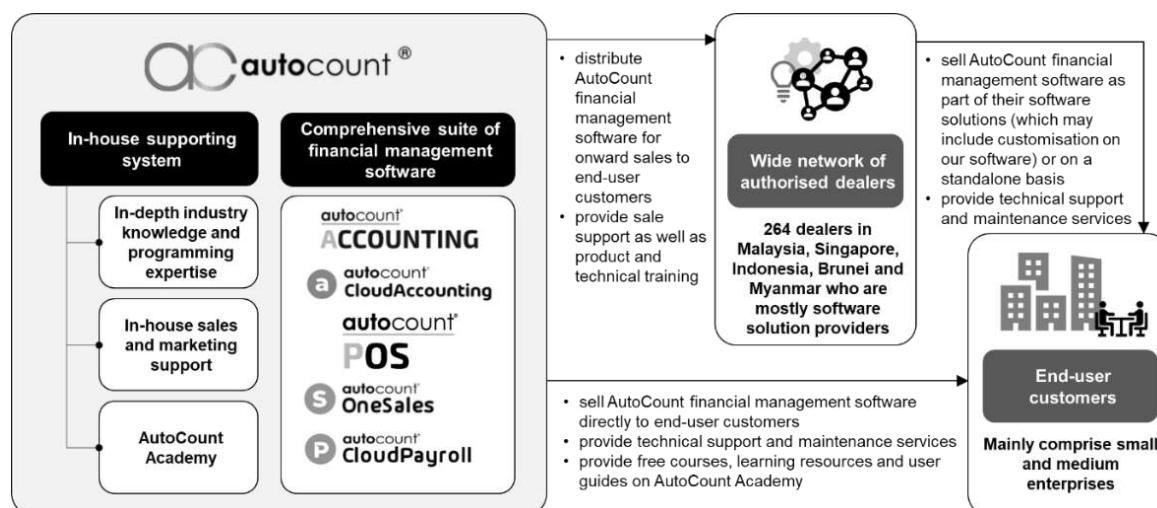 autocount®
In-house supporting
system
In-depth industry
knowledge and
programming
expertise
In-house sales
and marketing
support
AutoCount
Academy
Comprehensive suite of
financial management
software
autocount®
ACCOUNTING
a
autocount®
CloudAccounting
autocount®
POS
S
autocount®
OneSales
P
autocount®
CloudPayroll
• distribute
AutoCount
financial
management
software for
onward sales to
end-user
customers
• provide sale
support as well as
product and
technical training
Wide network of
authorised dealers
264 dealers in
Malaysia, Singapore,
Indonesia, Brunei and
Myanmar who are
mostly software
solution providers
• sell AutoCount financial
management software as
part of their software
solutions (which may
include customisation on
our software) or on a
standalone basis
• provide technical support
and maintenance services
• sell AutoCount financial management software
directly to end-user customers
• provide technical support and maintenance services
• provide free courses, learning resources and user
guides on AutoCount Academy
End-user
customers
Mainly comprise small
and medium
enterprises